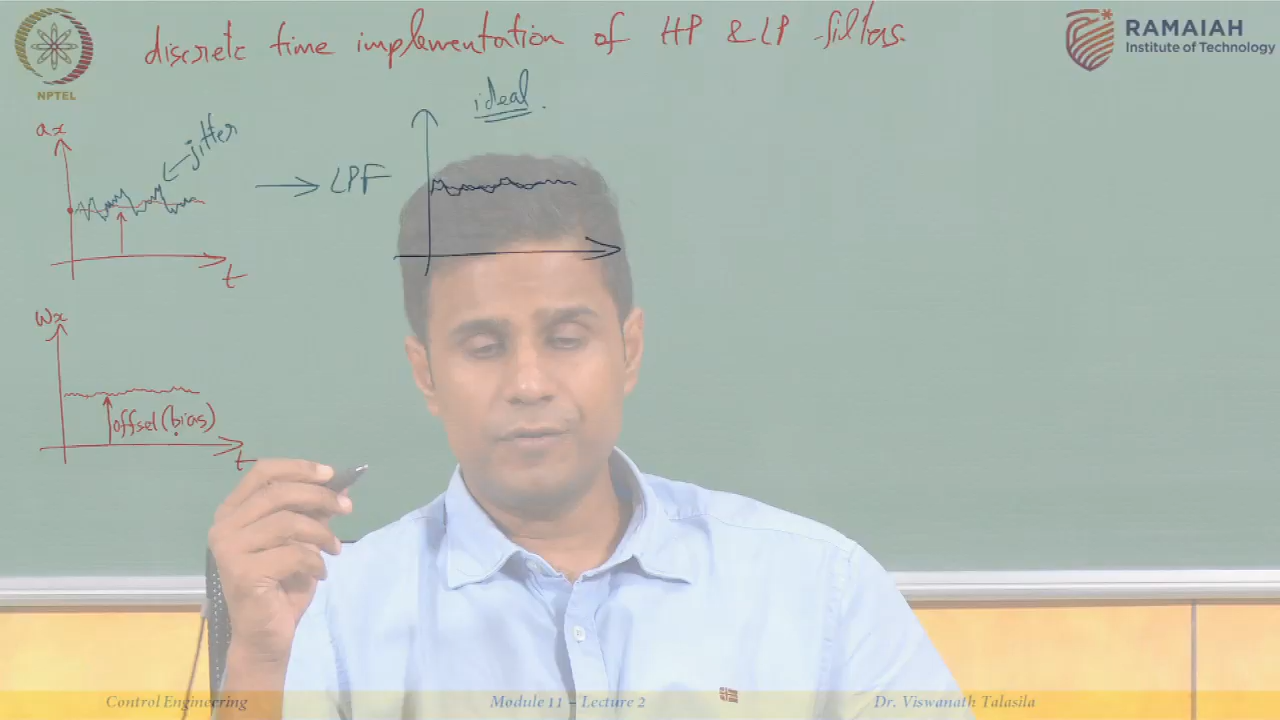 discrete time implementation of HP & LP filters.
RAMAIAH
Institute of Technology
NPTEL
ideal.
ax
jitter
LPF
t
wx
offset (bias)
t
Control Engineering
Module 11 – Lecture 2
Dr. Viswanath Talasila